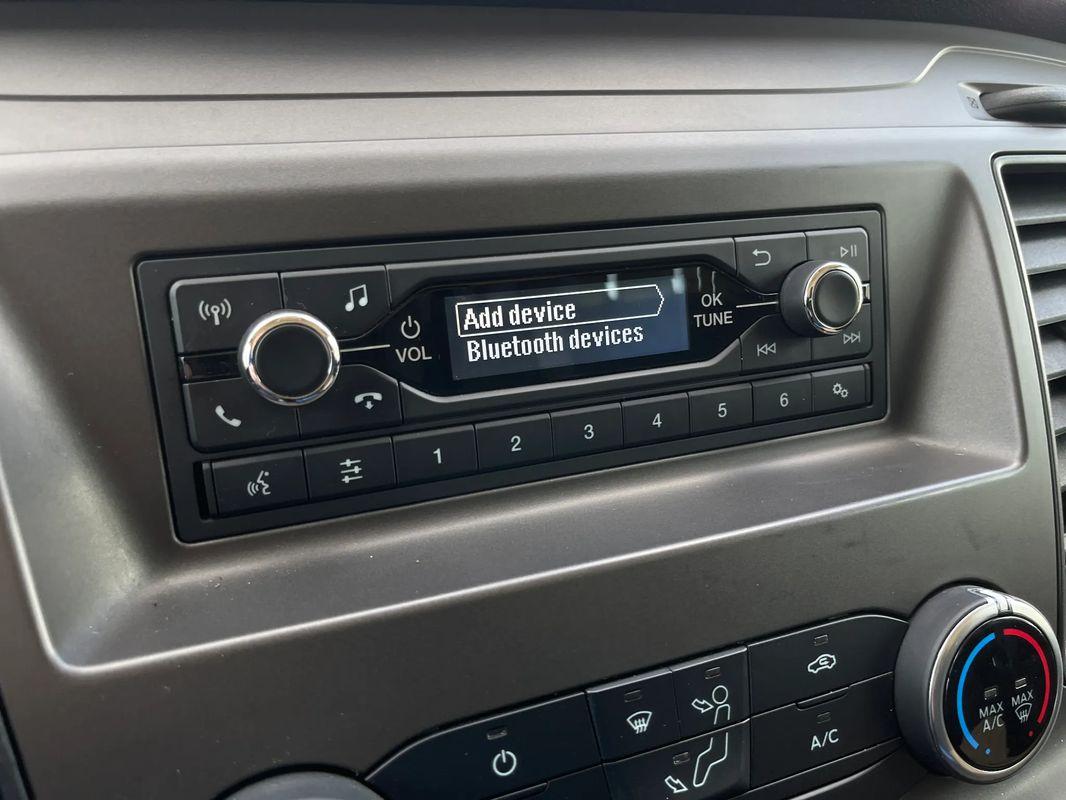 VOL
Add device
Bluetooth devices
OK
TUNE
1
2
3
4
5
6
A/C
MAX
A/C
MAX